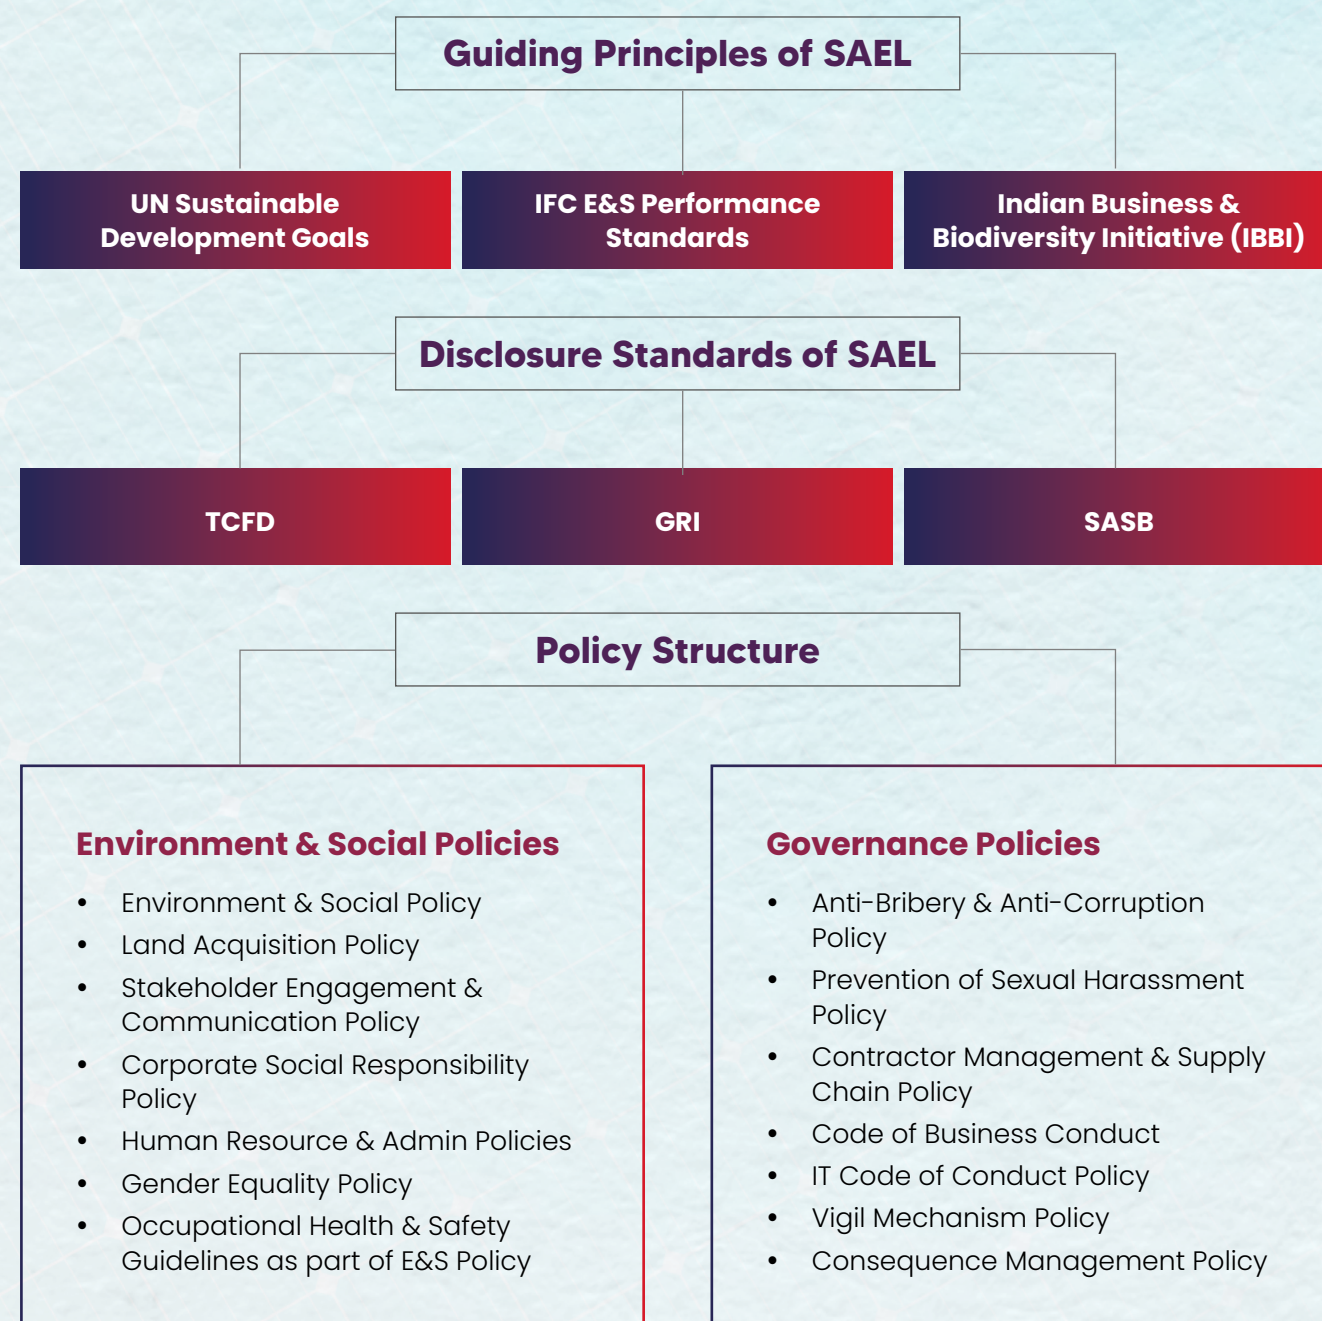 Guiding Principles of SAEL
UN Sustainable
Development Goals
IFC E&S Performance
Standards
Indian Business &
Biodiversity Initiative (IBBI)
Disclosure Standards of SAEL
TCFD
GRI
SASB
Policy Structure
Environment & Social Policies
• Environment & Social Policy
• Land Acquisition Policy
• Stakeholder Engagement &
Communication Policy
• Corporate Social Responsibility
Policy
• Human Resource & Admin Policies
• Gender Equality Policy
• Occupational Health & Safety
Guidelines as part of E&S Policy
Governance Policies
• Anti-Bribery & Anti-Corruption
Policy
• Prevention of Sexual Harassment
Policy
• Contractor Management & Supply
Chain Policy
• Code of Business Conduct
• IT Code of Conduct Policy
• Vigil Mechanism Policy
• Consequence Management Policy